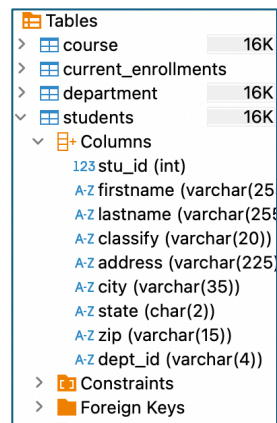 Tables
course 16K
current_enrollments
department 16K
students 16K
Columns
123 stu_id (int)
A-Z firstname (varchar(25
A-Z lastname (varchar(255
A-Z classify (varchar(20))
A-Z address (varchar(225)
A-Z city (varchar(35))
A-Z state (char(2))
A-Z zip (varchar(15))
A-Z dept_id (varchar(4))
Constraints
Foreign Keys